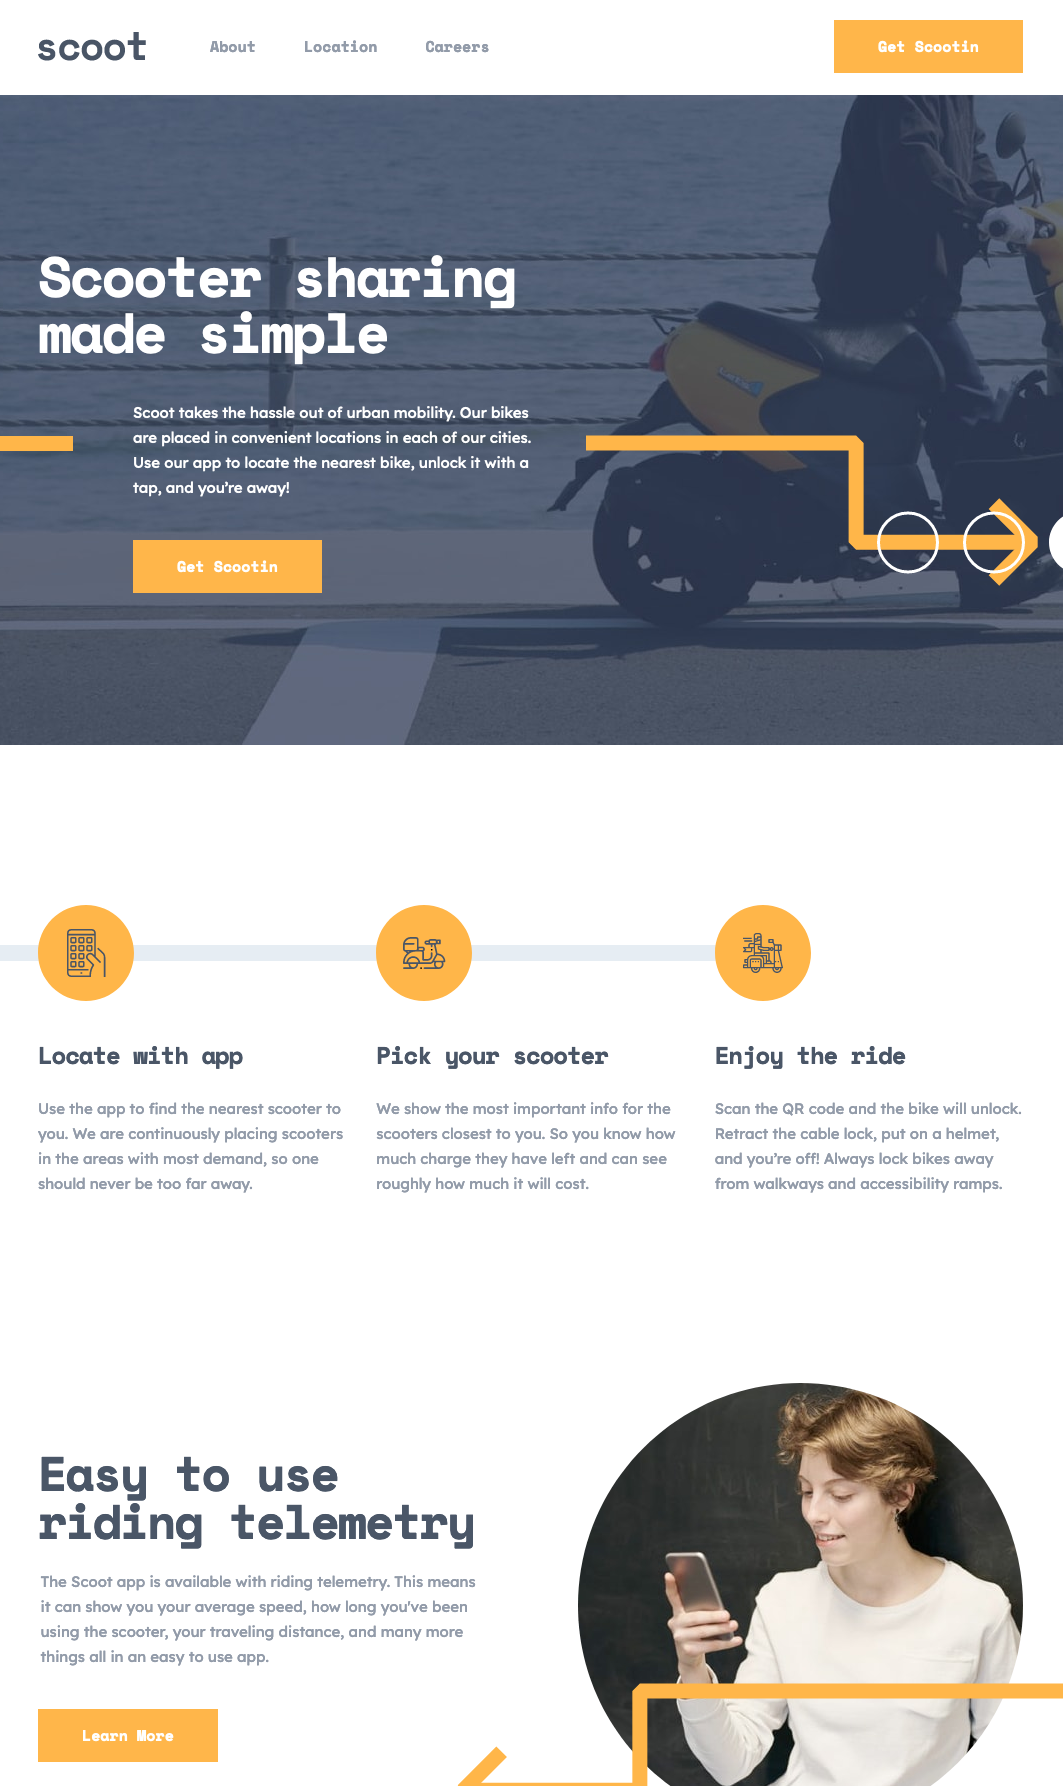 scoot
About
Location
Careers
Get Scootin
Scooter sharing
made simple
Scoot takes the hassle out of urban mobility. Our bikes
are placed in convenient locations in each of our cities.
Use our app to locate the nearest bike, unlock it with a
tap, and you’re away!
Get Scootin
Locate with app
Use the app to find the nearest scooter to
you. We are continuously placing scooters
in the areas with most demand, so one
should never be too far away.
Pick your scooter
We show the most important info for the
scooters closest to you. So you know how
much charge they have left and can see
roughly how much it will cost.
Enjoy the ride
Scan the QR code and the bike will unlock.
Retract the cable lock, put on a helmet,
and you’re off! Always lock bikes away
from walkways and accessibility ramps.
Easy to use
riding telemetry
The Scoot app is available with riding telemetry. This means
it can show you your average speed, how long you've been
using the scooter, your traveling distance, and many more
things all in an easy to use app.
Learn More